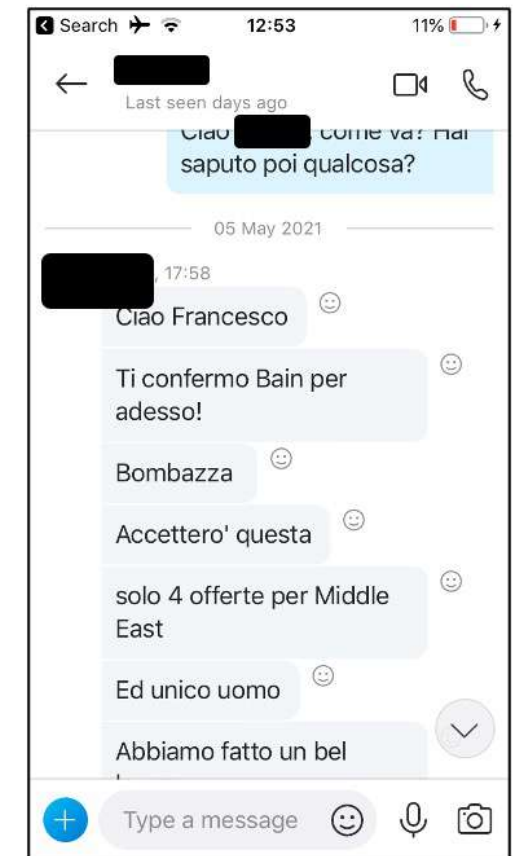 Search 12:53 11%
Last seen days ago
Ciao , come va? Hai
saputo poi qualcosa?
05 May 2021
, 17:58
Ciao Francesco
Ti confermo Bain per
adesso!
Bombazza
Accettero' questa
solo 4 offerte per Middle
East
Ed unico uomo
Abbiamo fatto un bel
Type a message